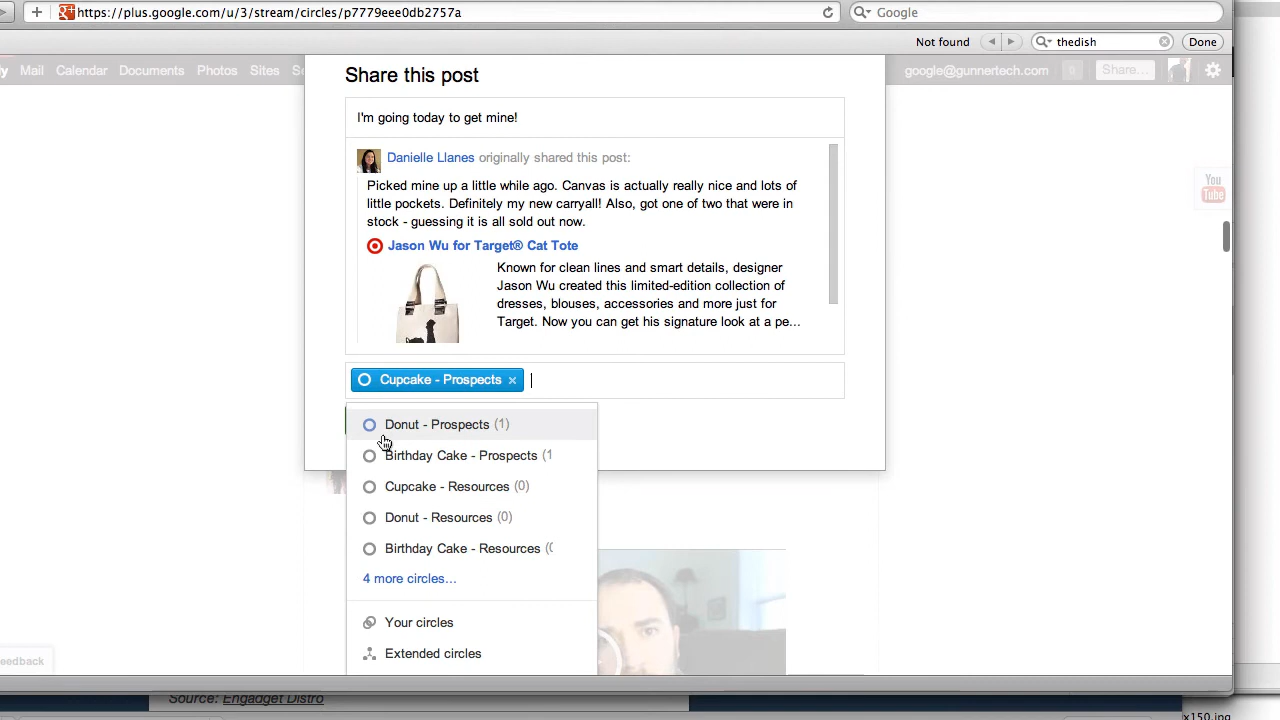 https://plus.google.com/u/3/stream/circles/p7779eee0db2757a
Google
Not found
thedish
Done
Mail Calendar Documents Photos Sites
google@gunnertech.com
Share...
Share this post
I'm going today to get mine!
Danielle Llanes originally shared this post:
Picked mine up a little while ago. Canvas is actually really nice and lots of
little pockets. Definitely my new carryall! Also, got one of two that were in
stock - guessing it is all sold out now.
Jason Wu for Target® Cat Tote
Known for clean lines and smart details, designer
Jason Wu created this limited-edition collection of
dresses, blouses, accessories and more just for
Target. Now you can get his signature look at a pe...
You
Tube
Cupcake - Prospects ×
Donut - Prospects (1)
Birthday Cake - Prospects (1
Cupcake - Resources (0)
Donut - Resources (0)
Birthday Cake - Resources (0
4 more circles...
Your circles
Extended circles
eedback
Source: Engadget Distro
x150.jpg